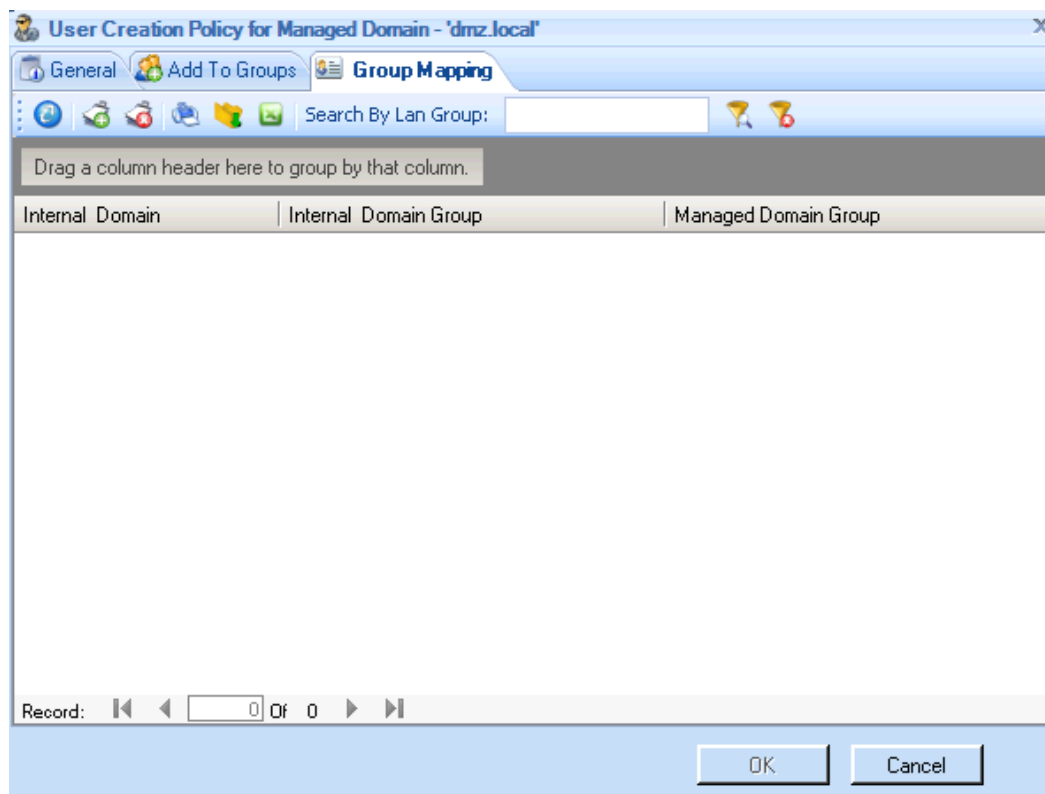 User Creation Policy for Managed Domain - 'dmz.local'
General Add To Groups Group Mapping
Search By Lan Group:
Drag a column header here to group by that column.
Internal Domain Internal Domain Group Managed Domain Group
Record: 0 Of 0
OK Cancel